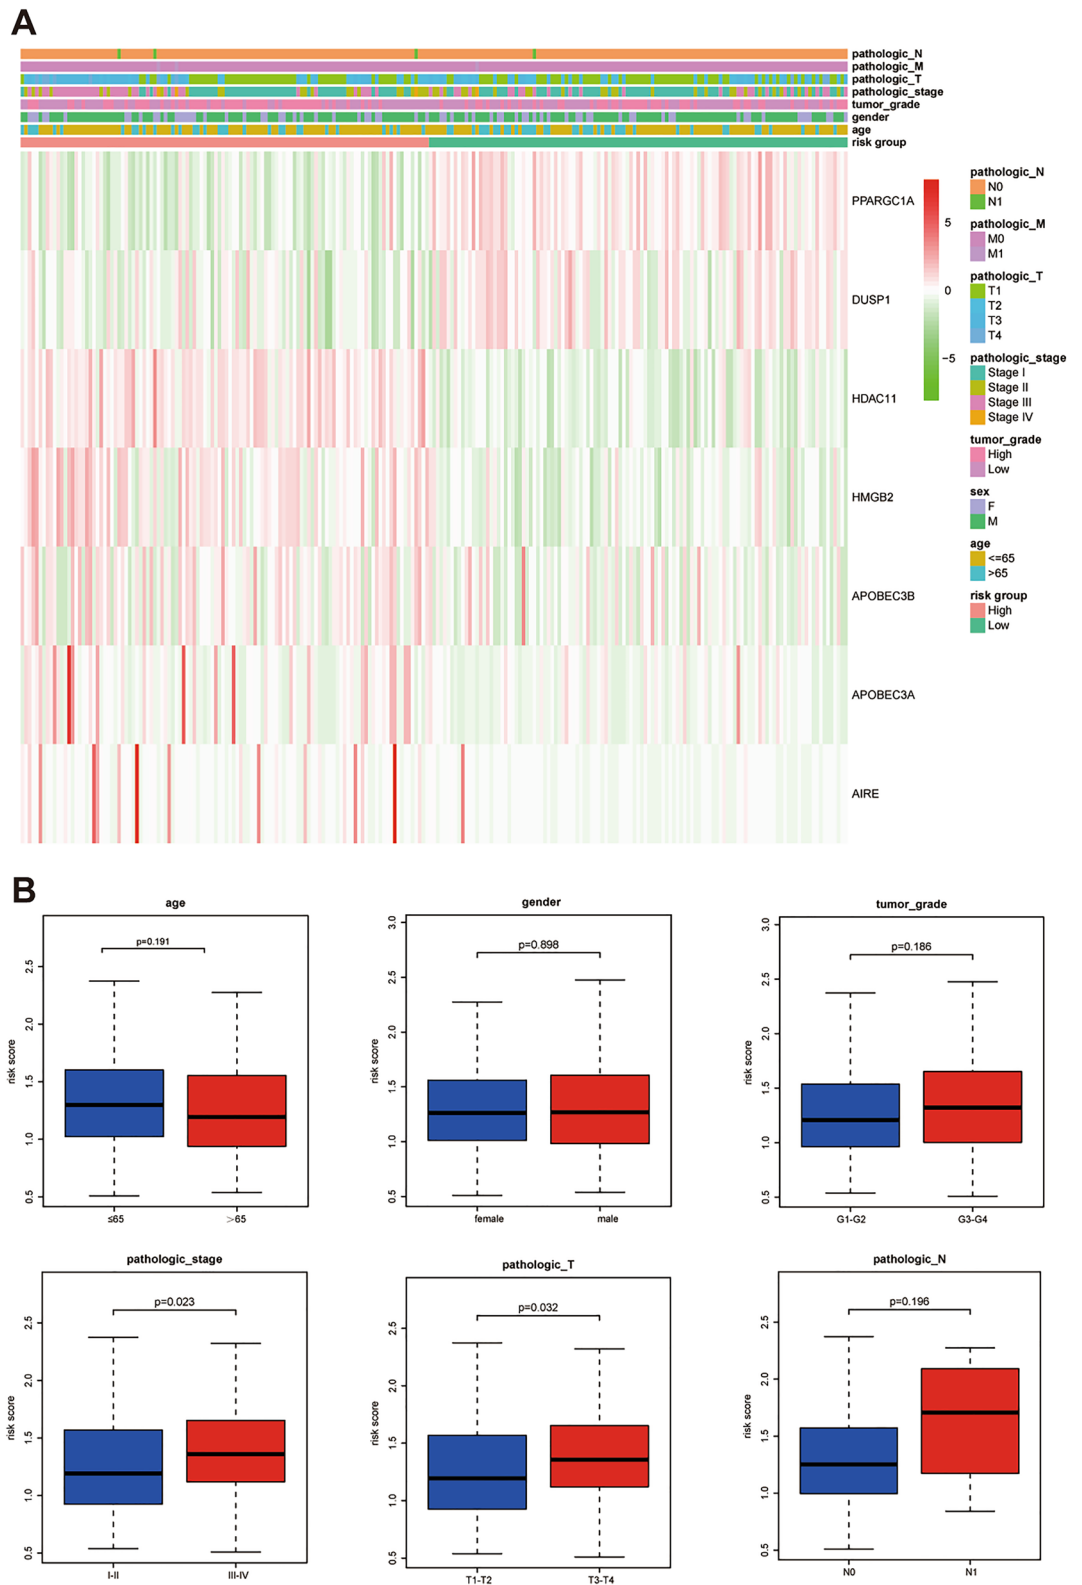 A
pathologic_N
pathologic_M
pathologic_T
pathologic_stage
tumor_grade
gender
age
risk group
PPARGC1A
DUSP1
HDAC11
HMGB2
APOBEC3B
APOBEC3A
AIRE
5
0
−5
pathologic_N
N0
N1
pathologic_M
M0
M1
pathologic_T
T1
T2
T3
T4
pathologic_stage
Stage I
Stage II
Stage III
Stage IV
tumor_grade
High
Low
sex
F
M
age
<=65
>65
risk group
High
Low
B
age
p=0.191
risk score
0.5 1.0 1.5 2.0 2.5
≤65 >65
gender
p=0.898
risk score
0.5 1.0 1.5 2.0 2.5 3.0
female male
tumor_grade
p=0.186
risk score
0.5 1.0 1.5 2.0 2.5 3.0
G1-G2 G3-G4
pathologic_stage
p=0.023
risk score
0.5 1.0 1.5 2.0 2.5
I-II III-IV
pathologic_T
p=0.032
risk score
0.5 1.0 1.5 2.0 2.5
T1-T2 T3-T4
pathologic_N
p=0.196
risk score
0.5 1.0 1.5 2.0 2.5
N0 N1